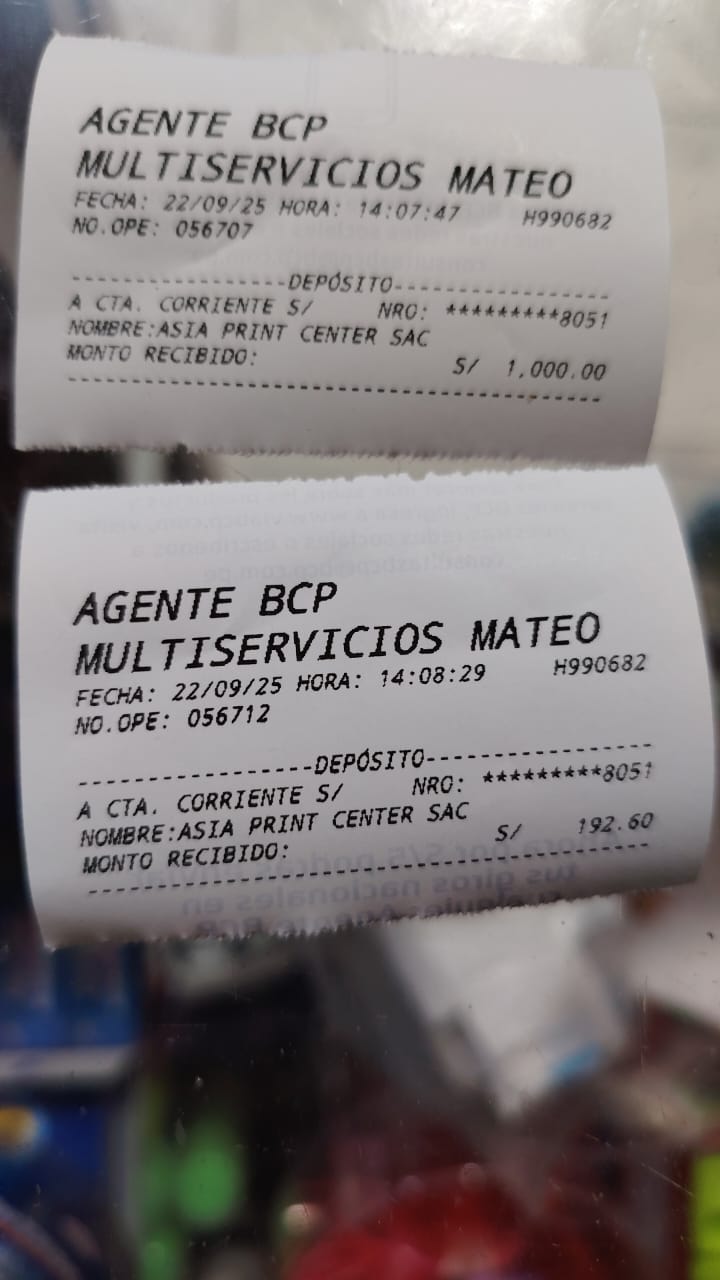 AGENTE BCP
MULTISERVICIOS MATEO
FECHA: 22/09/25 HORA: 14:07:47 H990682
NO.OPE: 056707
-----------------DEPÓSITO-----------------
A CTA. CORRIENTE S/ NRO: *********8051
NOMBRE:ASIA PRINT CENTER SAC
MONTO RECIBIDO: S/ 1,000.00
------------------------------------------
AGENTE BCP
MULTISERVICIOS MATEO
FECHA: 22/09/25 HORA: 14:08:29 H990682
NO.OPE: 056712
-----------------DEPÓSITO-----------------
A CTA. CORRIENTE S/ NRO: *********8051
NOMBRE:ASIA PRINT CENTER SAC
MONTO RECIBIDO: S/ 192.60
------------------------------------------